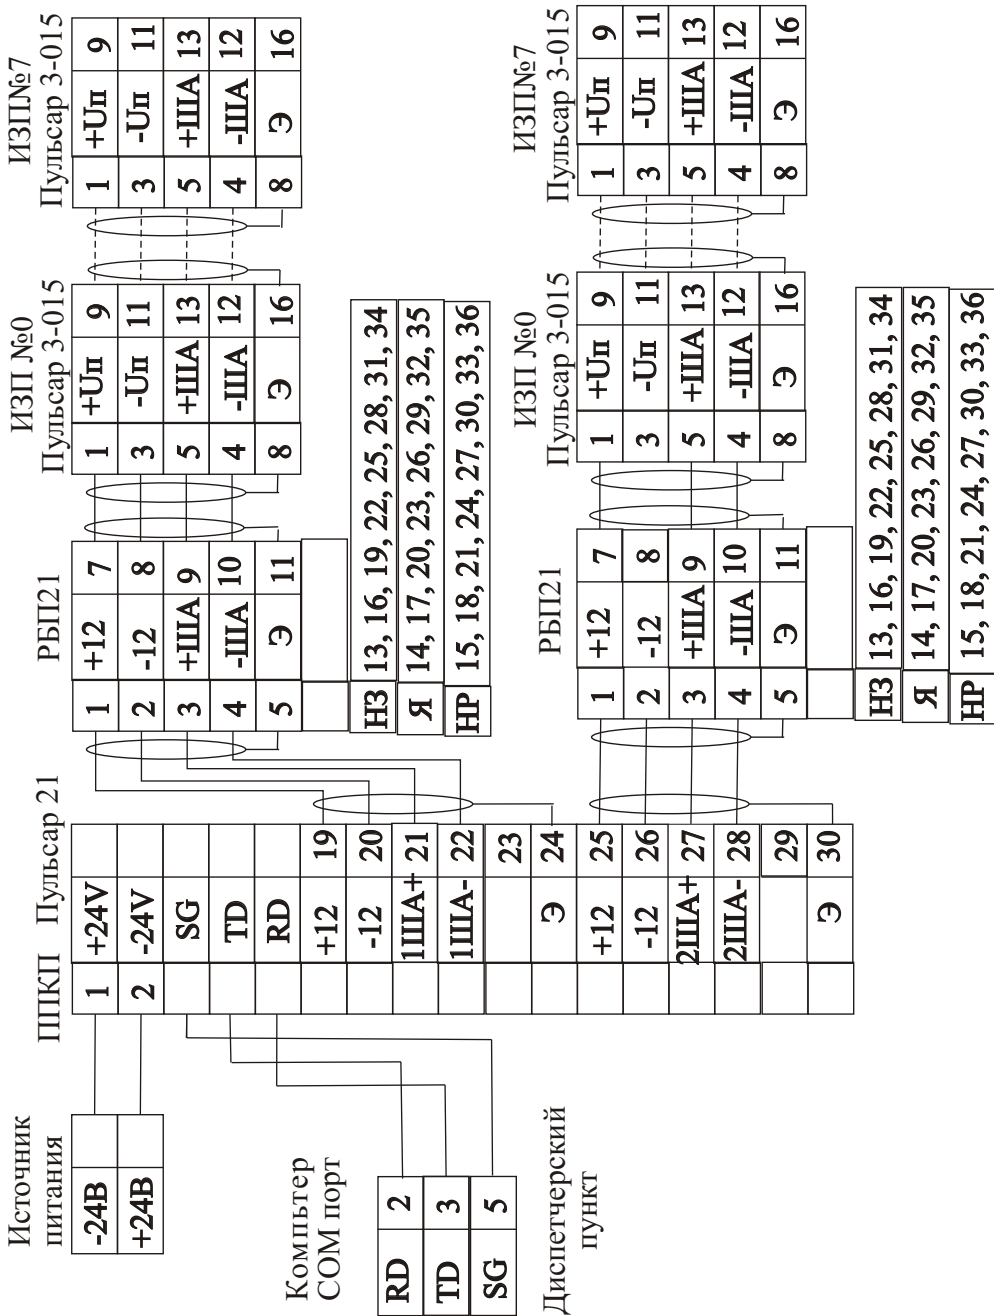 Источник
питания
-24В
+24В
Компьтер
COM порт
RD 2
TD 3
SG 5
Диспетчерский
пункт
ППКП Пульсар 21
1 +24V
2 -24V
SG
TD
RD
+12 19
-12 20
1ША+ 21
1ША- 22
23
Э 24
+12 25
-12 26
2ША+ 27
2ША- 28
29
Э 30
РБП21
1 +12 7
2 -12 8
3 +ША 9
4 -ША 10
5 Э 11
НЗ 13, 16, 19, 22, 25, 28, 31, 34
Я 14, 17, 20, 23, 26, 29, 32, 35
НР 15, 18, 21, 24, 27, 30, 33, 36
ИЗП №0
Пульсар 3-015
1 +Uп 9
3 -Uп 11
5 +ША 13
4 -ША 12
8 Э 16
ИЗП№7
Пульсар 3-015
1 +Uп 9
3 -Uп 11
5 +ША 13
4 -ША 12
8 Э 16
РБП21
1 +12 7
2 -12 8
3 +ША 9
4 -ША 10
5 Э 11
НЗ 13, 16, 19, 22, 25, 28, 31, 34
Я 14, 17, 20, 23, 26, 29, 32, 35
НР 15, 18, 21, 24, 27, 30, 33, 36
ИЗП №0
Пульсар 3-015
1 +Uп 9
3 -Uп 11
5 +ША 13
4 -ША 12
8 Э 16
ИЗП№7
Пульсар 3-015
1 +Uп 9
3 -Uп 11
5 +ША 13
4 -ША 12
8 Э 16